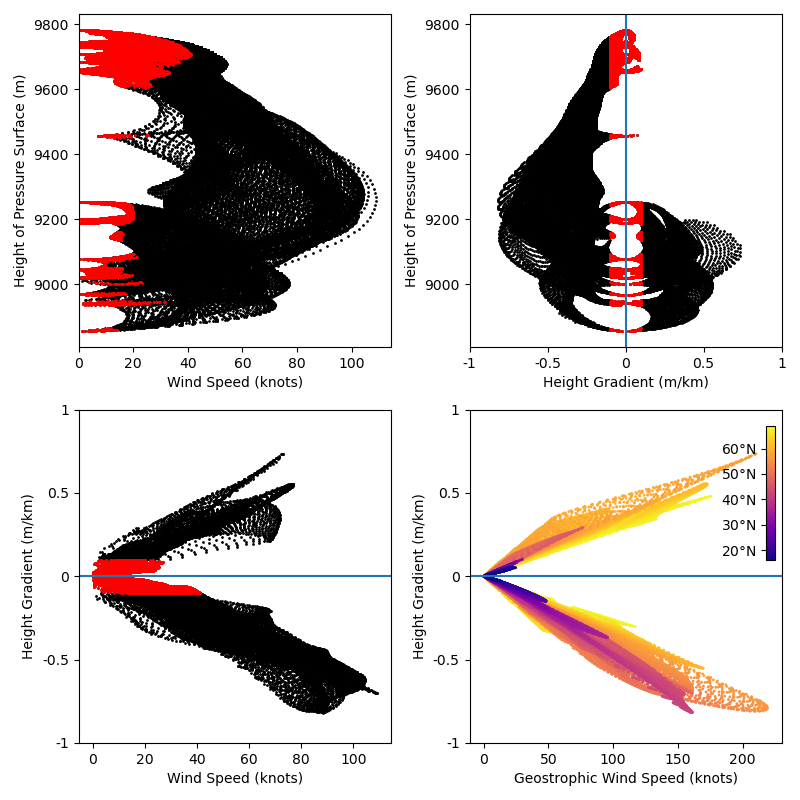 9800
9600
9400
9200
9000
Height of Pressure Surface (m)
0 20 40 60 80 100
Wind Speed (knots)
9800
9600
9400
9200
9000
Height of Pressure Surface (m)
-1 -0.5 0 0.5 1
Height Gradient (m/km)
1
0.5
0
-0.5
-1
Height Gradient (m/km)
0 20 40 60 80 100
Wind Speed (knots)
1
0.5
0
-0.5
-1
Height Gradient (m/km)
60°N
50°N
40°N
30°N
20°N
0 50 100 150 200
Geostrophic Wind Speed (knots)